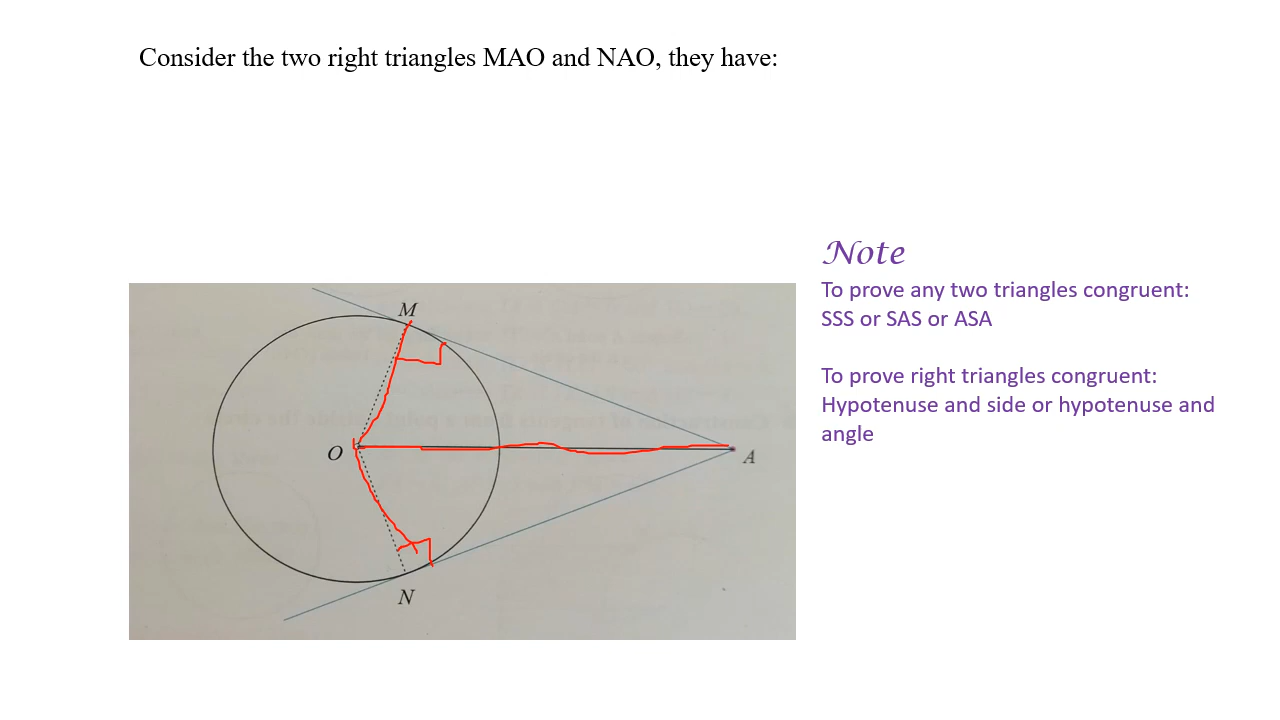 Consider the two right triangles MAO and NAO, they have:
Note
To prove any two triangles congruent:
SSS or SAS or ASA
To prove right triangles congruent:
Hypotenuse and side or hypotenuse and
angle
M
O
A
N